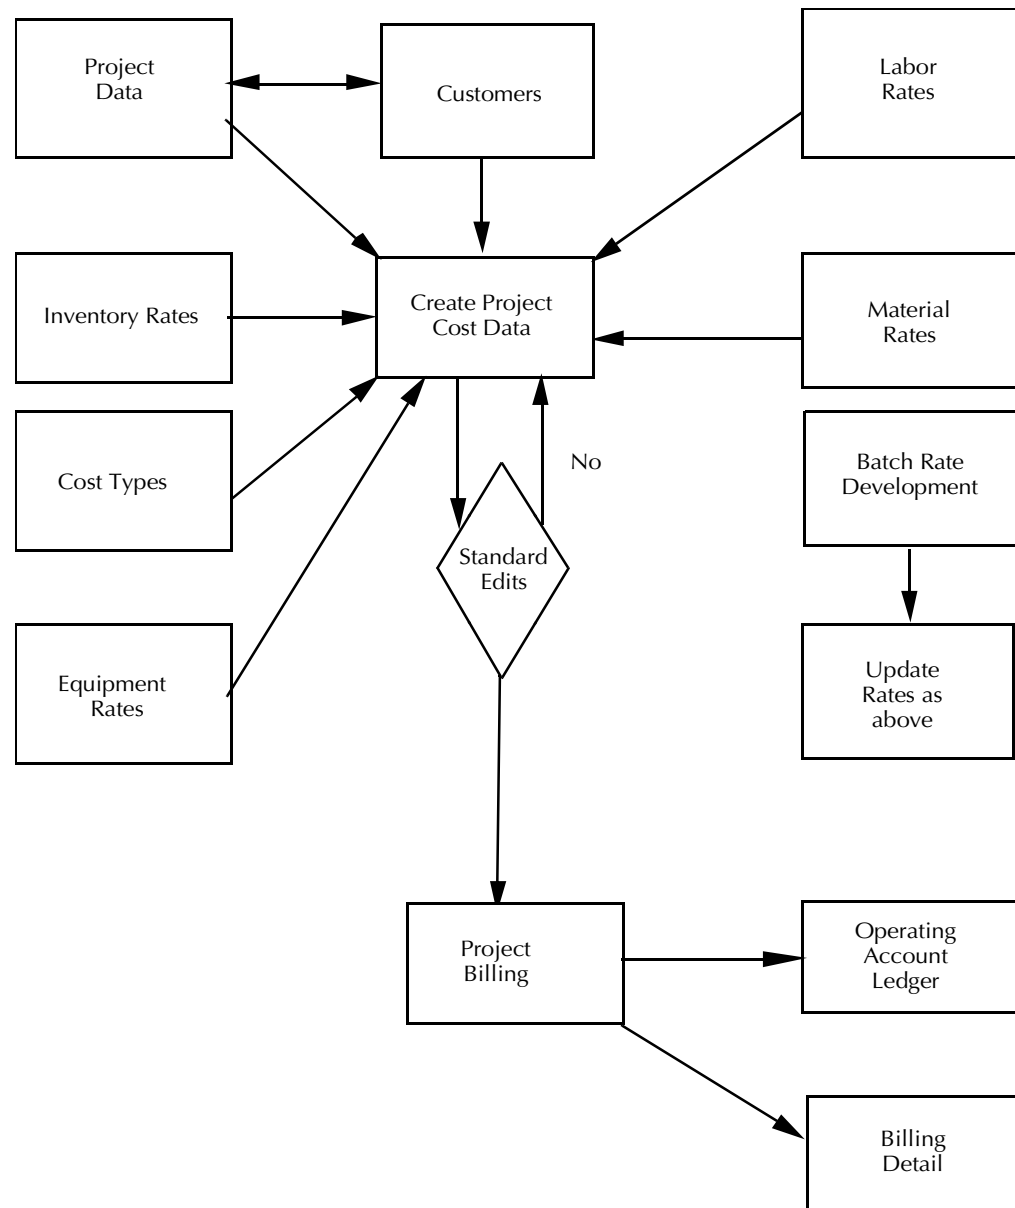 Project
Data
Customers
Labor
Rates
Inventory Rates
Create Project
Cost Data
Material
Rates
Cost Types
No
Batch Rate
Development
Standard
Edits
Equipment
Rates
Update
Rates as
above
Project
Billing
Operating
Account
Ledger
Billing
Detail